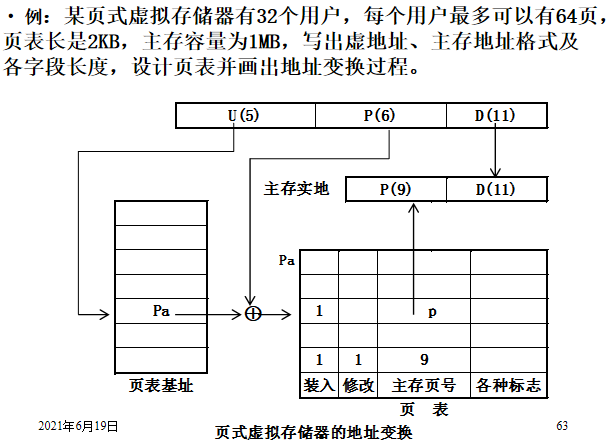 • 例：某页式虚拟存储器有32个用户，每个用户最多可以有64页，
页表长是2KB，主存容量为1MB，写出虚地址、主存地址格式及
各字段长度，设计页表并画出地址变换过程。
U(5) P(6) D(11)
主存实地 P(9) D(11)
Pa
Pa 1 p
1 1 9
页表基址 装入 修改 主存页号 各种标志
页 表
2021年6月19日 页式虚拟存储器的地址变换 63